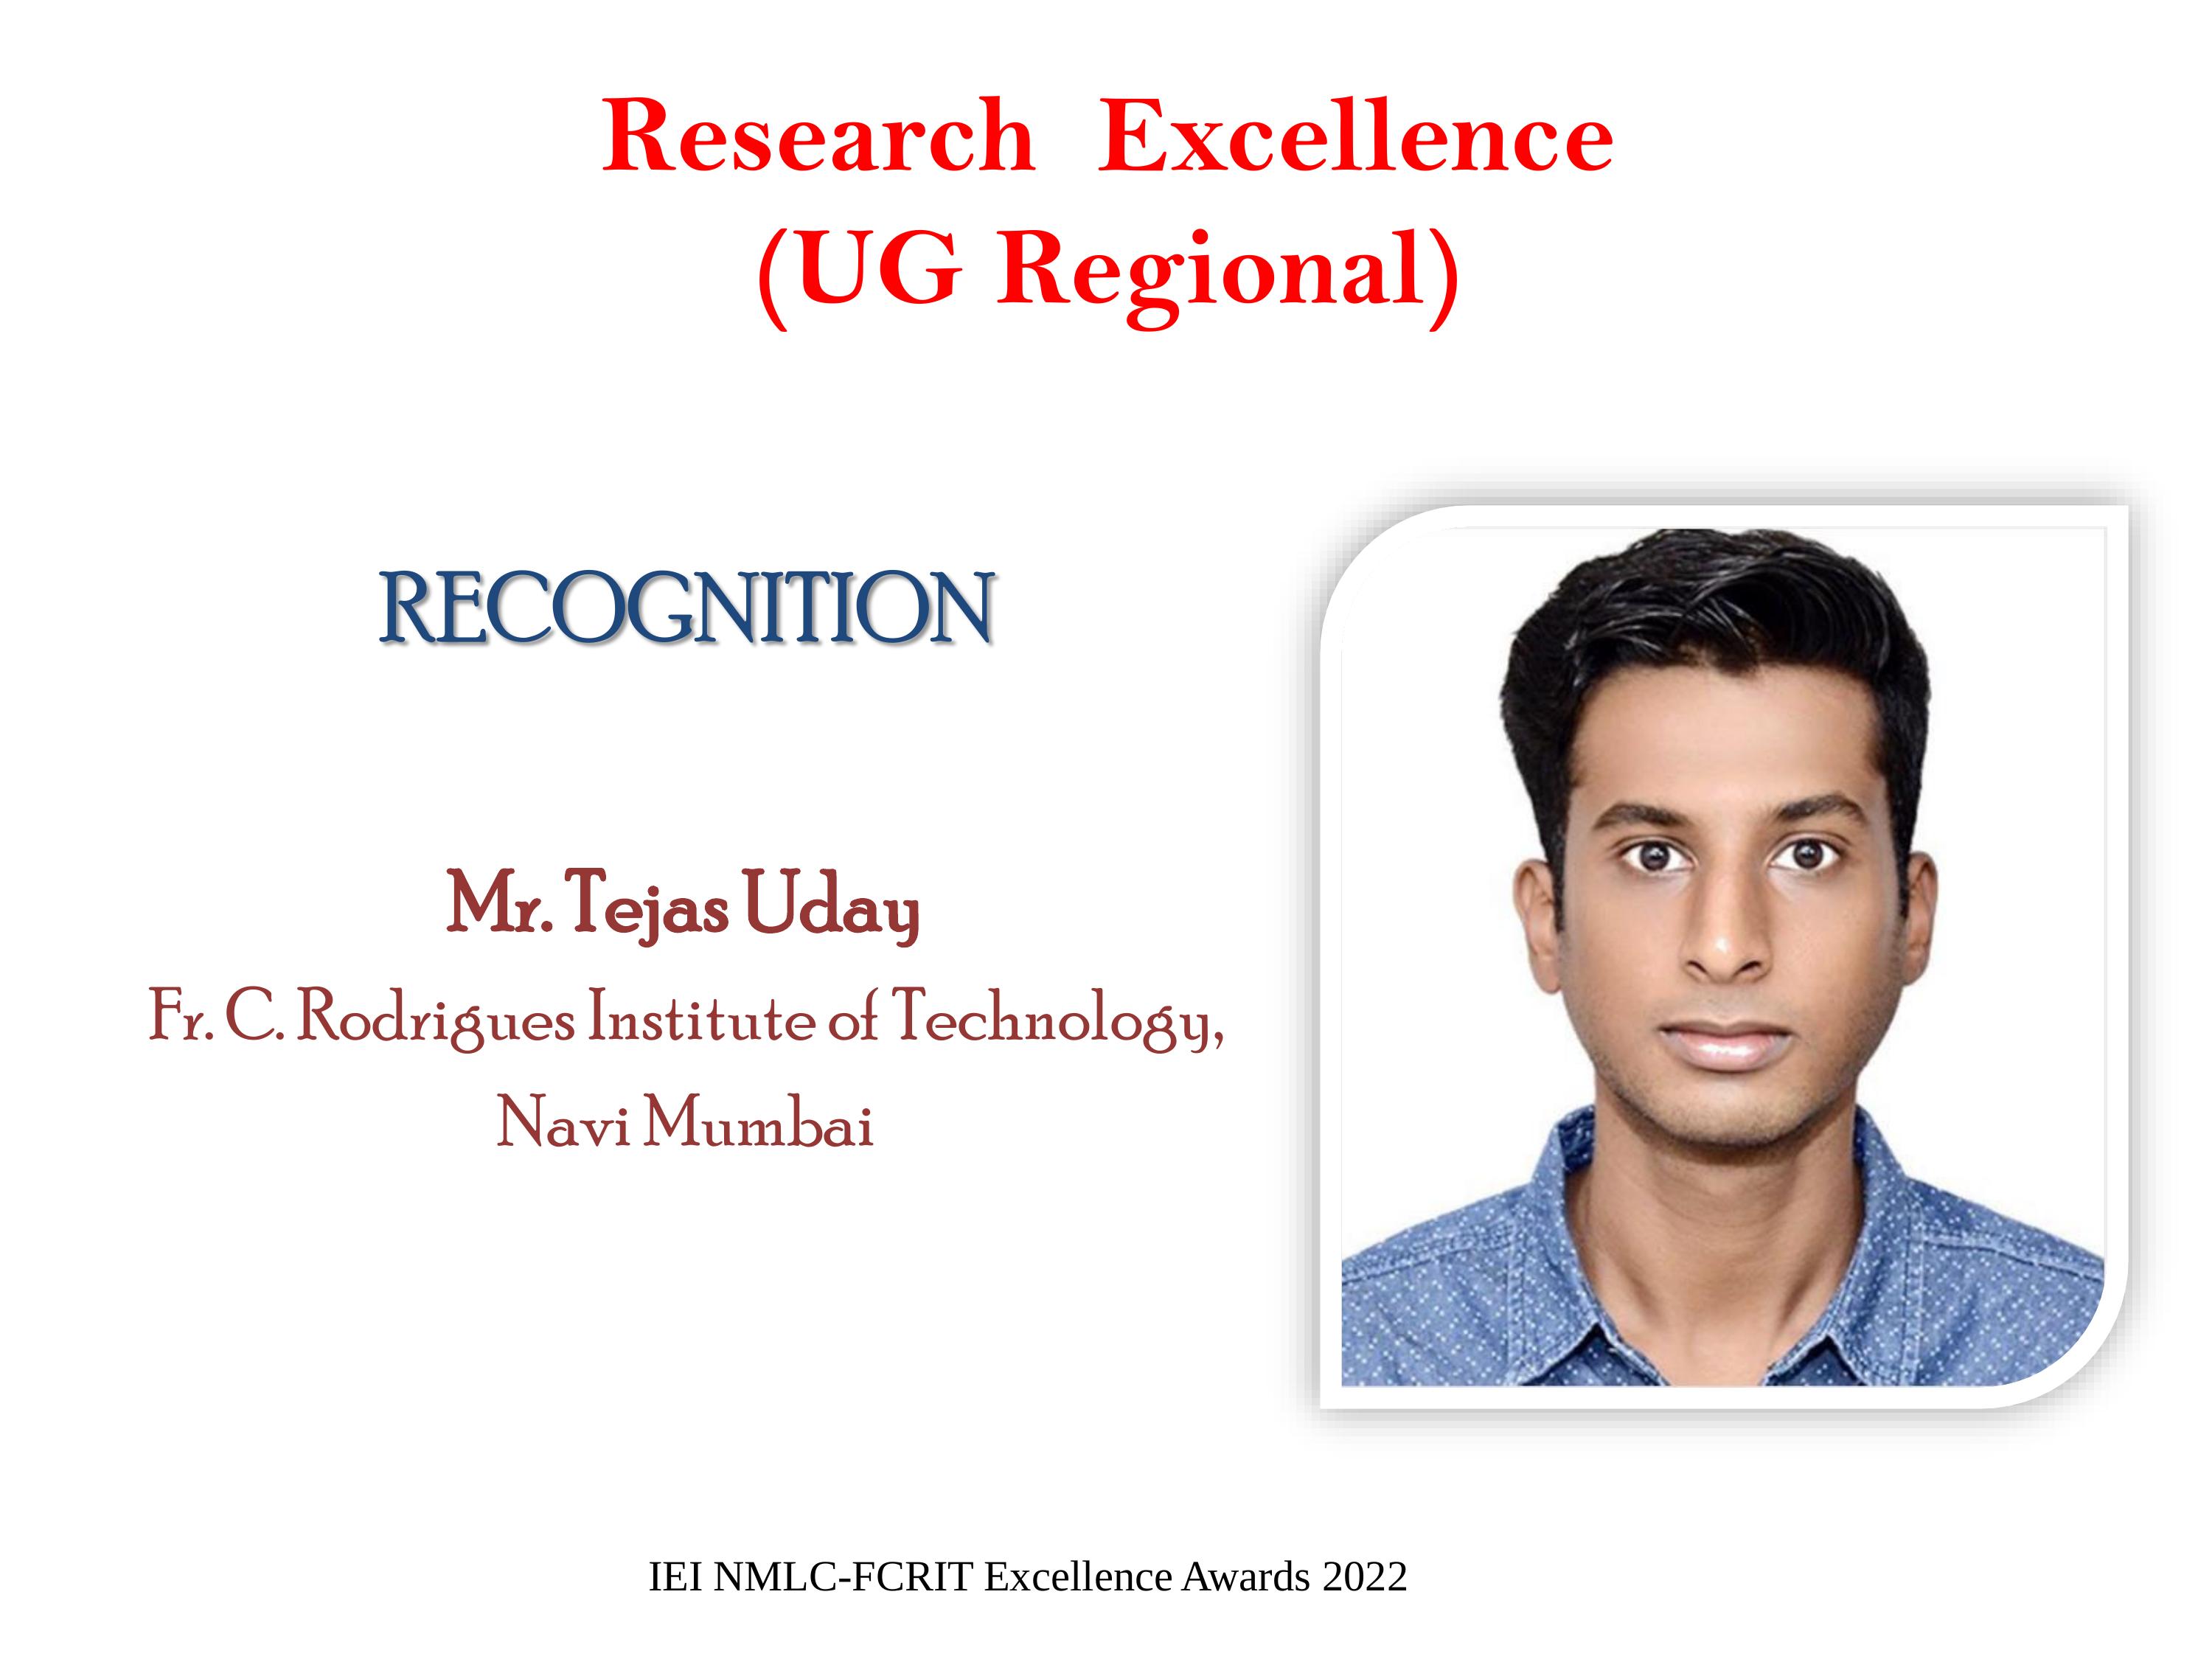 Research Excellence
(UG Regional)
RECOGNITION
Mr. Tejas Uday
Fr. C. Rodrigues Institute of Technology,
Navi Mumbai
IEI NMLC-FCRIT Excellence Awards 2022